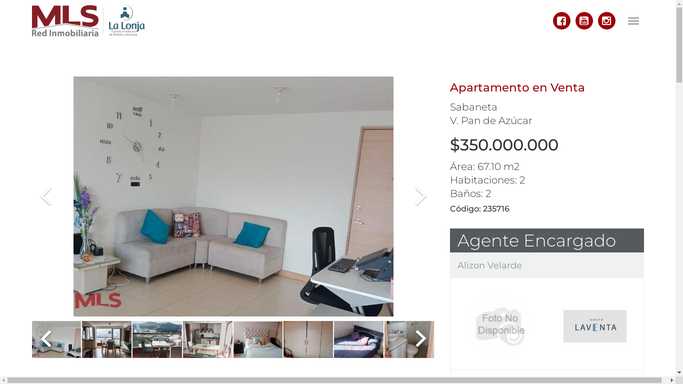 MLS
Red Inmobiliaria
La Lonja
Apartamento en Venta
Sabaneta
V. Pan de Azúcar
$350.000.000
Área: 67.10 m2
Habitaciones: 2
Baños: 2
Código: 235716
Agente Encargado
Alizon Velarde
MLS
Foto No
Disponible
LAVENTA